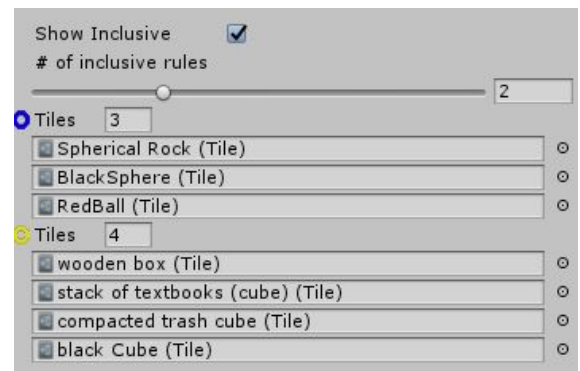 Show Inclusive
# of inclusive rules
2
Tiles 3
Spherical Rock (Tile)
BlackSphere (Tile)
RedBall (Tile)
Tiles 4
wooden box (Tile)
stack of textbooks (cube) (Tile)
compacted trash cube (Tile)
black Cube (Tile)